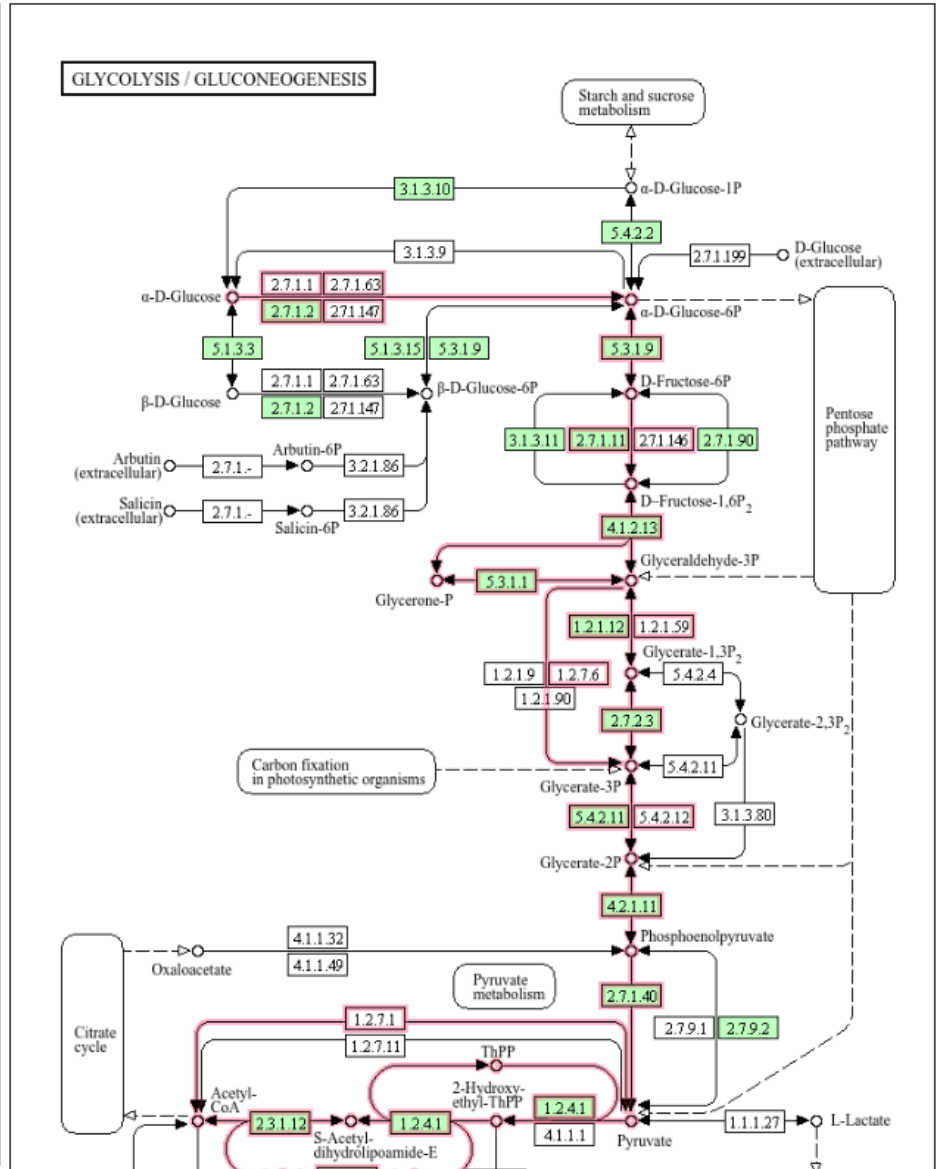 GLYCOLYSIS / GLUCONEOGENESIS
Starch and sucrose
metabolism
3.1.3.10
α-D-Glucose-1P
5.4.2.2
3.1.3.9
2.7.1.199
D-Glucose
(extracellular)
α-D-Glucose
2.7.1.1
2.7.1.63
2.7.1.2
2.7.1.147
α-D-Glucose-6P
5.1.3.3
5.1.3.15
5.3.1.9
5.3.1.9
β-D-Glucose
2.7.1.1
2.7.1.63
2.7.1.2
2.7.1.147
β-D-Glucose-6P
D-Fructose-6P
Pentose
phosphate
pathway
3.1.3.11
2.7.1.11
2.7.1.146
2.7.1.90
Arbutin
(extracellular)
2.7.1.-
Arbutin-6P
3.2.1.86
D-Fructose-1,6P2
Salicin
(extracellular)
2.7.1.-
Salicin-6P
3.2.1.86
4.1.2.13
Glyceraldehyde-3P
Glycerone-P
5.3.1.1
1.2.1.12
1.2.1.59
Glycerate-1,3P2
1.2.1.9
1.2.7.6
1.2.1.90
5.4.2.4
2.7.2.3
Glycerate-2,3P2
Carbon fixation
in photosynthetic organisms
Glycerate-3P
5.4.2.11
5.4.2.11
5.4.2.12
3.1.3.80
Glycerate-2P
4.2.1.11
4.1.1.32
4.1.1.49
Oxaloacetate
Phosphoenolpyruvate
Pyruvate
metabolism
2.7.1.40
Citrate
cycle
1.2.7.1
1.2.7.11
2.7.9.1
2.7.9.2
ThPP
Acetyl-
CoA
2-Hydroxy-
ethyl-ThPP
2.3.1.12
S-Acetyl-
dihydrolipoamide-E
1.2.4.1
1.2.4.1
4.1.1.1
Pyruvate
1.1.1.27
L-Lactate